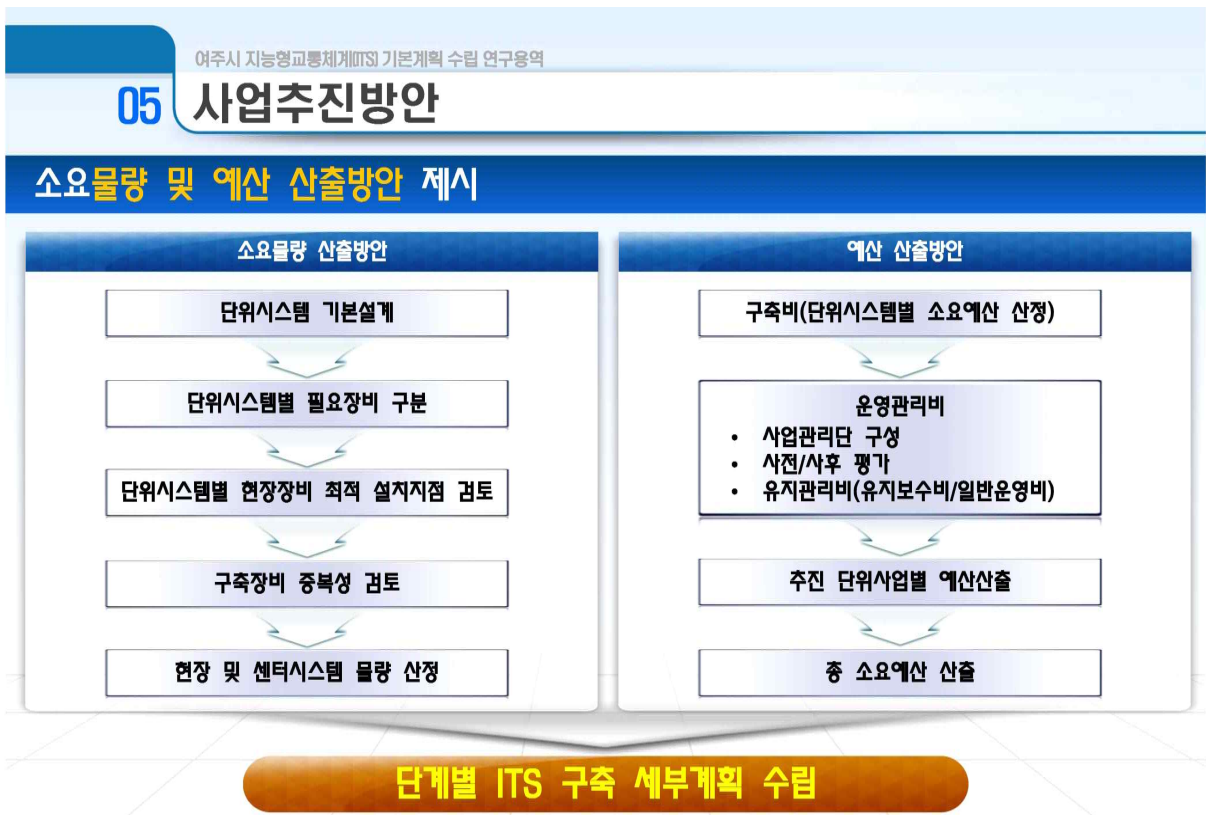 여주시 지능형교통체계(ITS) 기본계획 수립 연구용역
05 사업추진방안
소요물량 및 예산 산출방안 제시
소요물량 산출방안
단위시스템 기본설계
단위시스템별 필요장비 구분
단위시스템별 현장장비 최적 설치지점 검토
구축장비 중복성 검토
현장 및 센터시스템 물량 산정
예산 산출방안
구축비(단위시스템별 소요예산 산정)
운영관리비
• 사업관리단 구성
• 사전/사후 평가
• 유지관리비(유지보수비/일반운영비)
추진 단위사업별 예산산출
총 소요예산 산출
단계별 ITS 구축 세부계획 수립